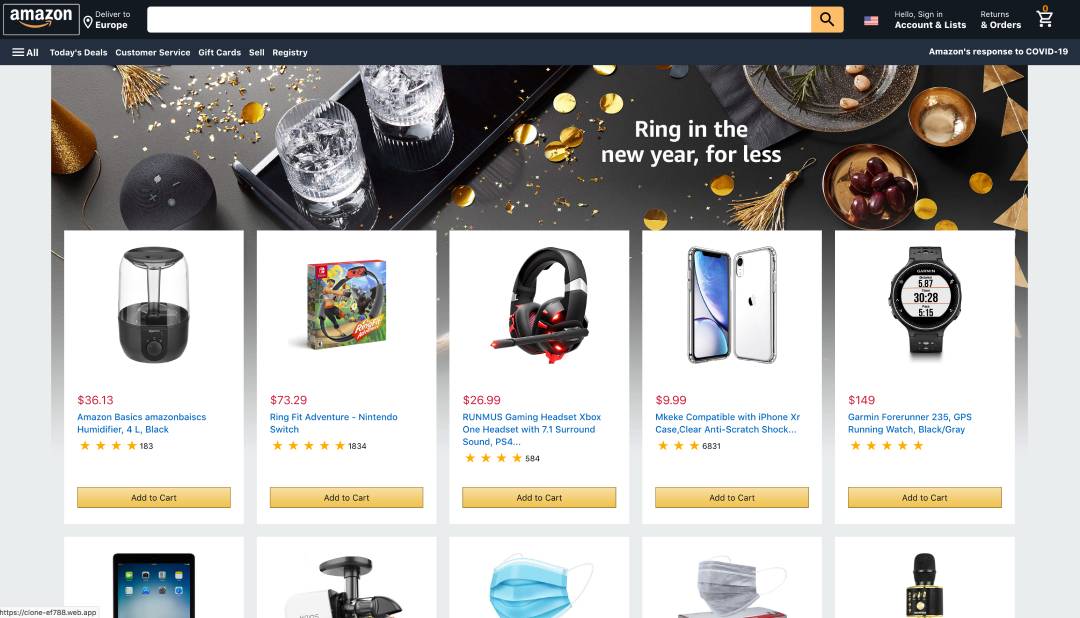 amazon
Deliver to
Europe
Hello, Sign in
Account & Lists
Returns
& Orders
0
All
Today's Deals
Customer Service
Gift Cards
Sell
Registry
Amazon's response to COVID-19
Ring in the
new year, for less
GARMIN
Distance
5.87
Time
30:28
Pace
5:15
$36.13
Amazon Basics amazonbaiscs
Humidifier, 4 L, Black
183
Add to Cart
$73.29
Ring Fit Adventure - Nintendo
Switch
1834
Add to Cart
$26.99
RUNMUS Gaming Headset Xbox
One Headset with 7.1 Surround
Sound, PS4...
584
Add to Cart
$9.99
Mkeke Compatible with iPhone Xr
Case,Clear Anti-Scratch Shock...
6831
Add to Cart
$149
Garmin Forerunner 235, GPS
Running Watch, Black/Gray
Add to Cart
https://clone-ef788.web.app